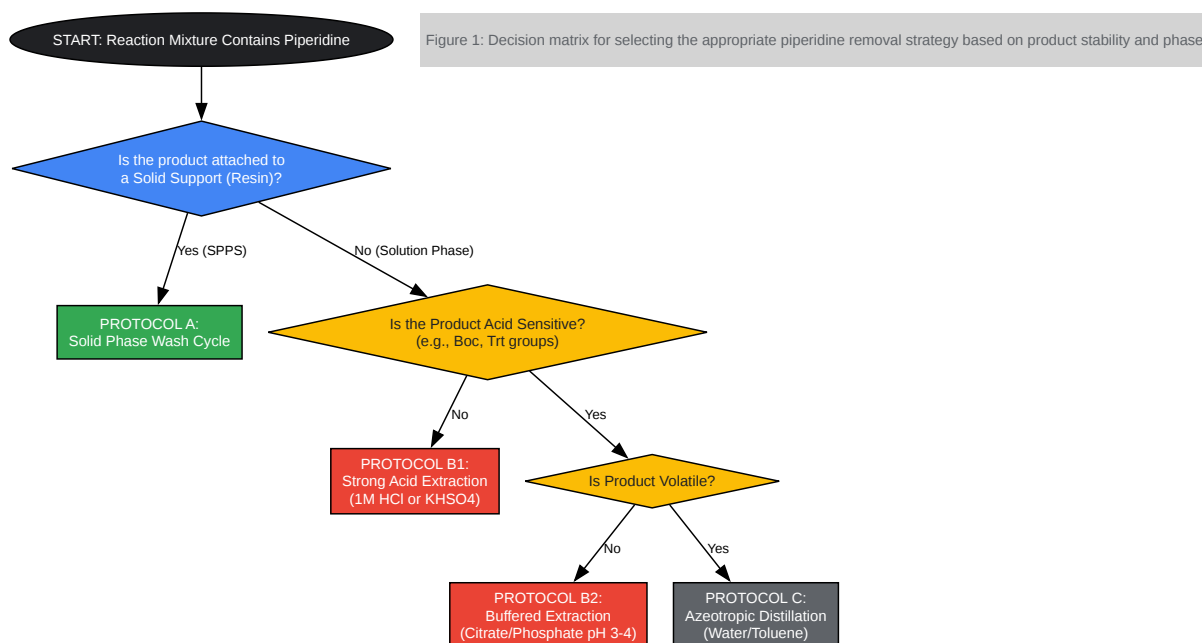 START: Reaction Mixture Contains Piperidine
Figure 1: Decision matrix for selecting the appropriate piperidine removal strategy based on product stability and phase
Is the product attached to
a Solid Support (Resin)?
Yes (SPPS)
No (Solution Phase)
PROTOCOL A:
Solid Phase Wash Cycle
Is the Product Acid Sensitive?
(e.g., Boc, Trt groups)
No
Yes
PROTOCOL B1:
Strong Acid Extraction
(1M HCl or KHSO4)
Is Product Volatile?
No
Yes
PROTOCOL B2:
Buffered Extraction
(Citrate/Phosphate pH 3-4)
PROTOCOL C:
Azeotropic Distillation
(Water/Toluene)